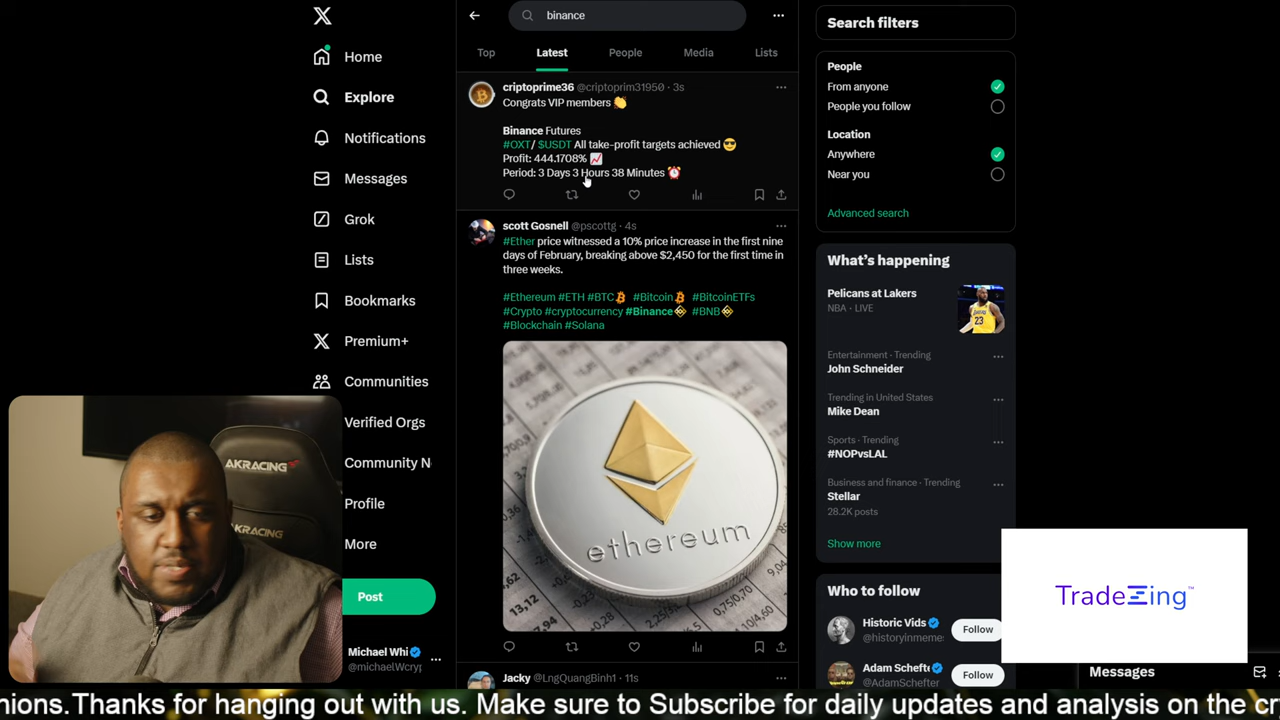 binance
Top
Latest
People
Media
Lists
Home
Explore
Notifications
Messages
Grok
Lists
Bookmarks
Premium+
Communities
Verified Orgs
Community N
Profile
More
Post
Michael Whi
@michaelWcryp
criptoprime36 @criptoprim31950 · 3s
Congrats VIP members
Binance Futures
#OXT/ $USDT All take-profit targets achieved
Profit: 444.1708%
Period: 3 Days 3 Hours 38 Minutes
scott Gosnell @pscottg · 4s
#Ether price witnessed a 10% price increase in the first nine
days of February, breaking above $2,450 for the first time in
three weeks.
#Ethereum #ETH #BTC #Bitcoin #BitcoinETFs
#Crypto #cryptocurrency #Binance #BNB
#Blockchain #Solana
ethereum
Jacky @LngQuangBinh1 · 11s
Search filters
People
From anyone
People you follow
Location
Anywhere
Near you
Advanced search
What's happening
Pelicans at Lakers
NBA · LIVE
Entertainment · Trending
John Schneider
Trending in United States
Mike Dean
Sports · Trending
#NOPvsLAL
Business and finance · Trending
Stellar
28.2K posts
Show more
Who to follow
Historic Vids
@historyinmeme
Follow
Adam Schefte
@AdamSchefter
Follow
TradeZing™
Messages
AKRACING
AKRACING
nions.Thanks for hanging out with us. Make sure to Subscribe for daily updates and analysis on the cr